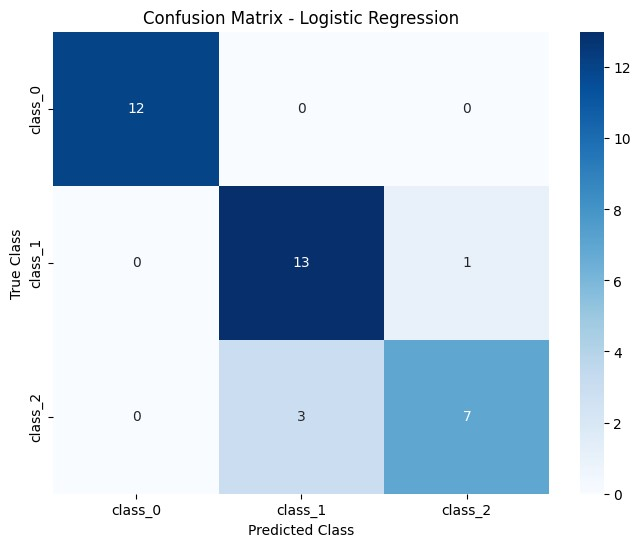 Confusion Matrix - Logistic Regression
True Class
class_0
12
0
0
class_1
0
13
1
class_2
0
3
7
class_0
class_1
class_2
Predicted Class
12
10
8
6
4
2
0